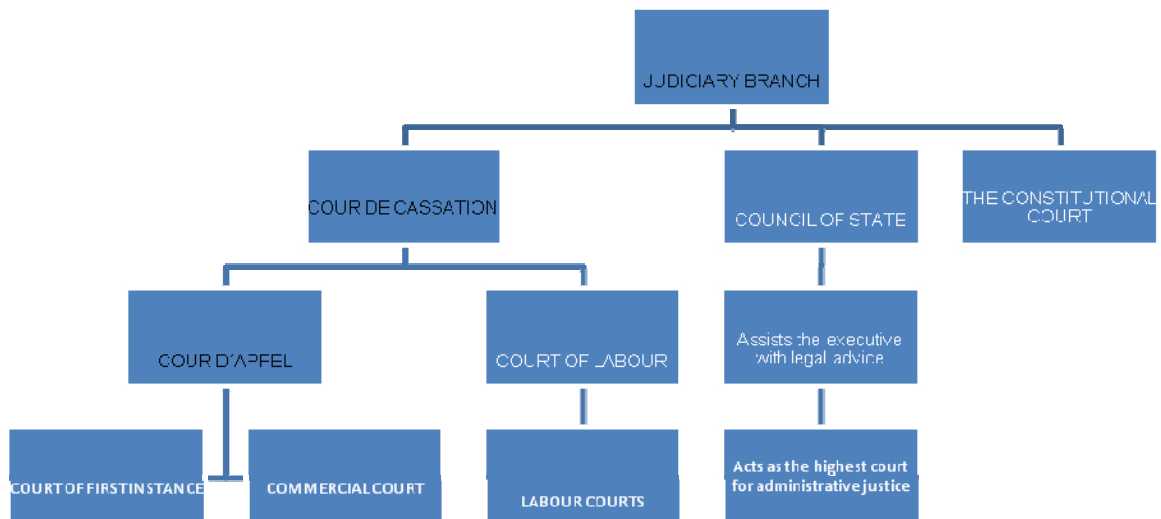 JUDICIARY BRANCH
COUR DE CASSATION
COUNCIL OF STATE
THE CONSTITUTIONAL
COURT
COUR D'APFEL
COURT OF LABOUR
Assists the executive
with legal advice
COURT OF FIRST INSTANCE
COMMERCIAL COURT
LABOUR COURTS
Acts as the highest court
for administrative justice